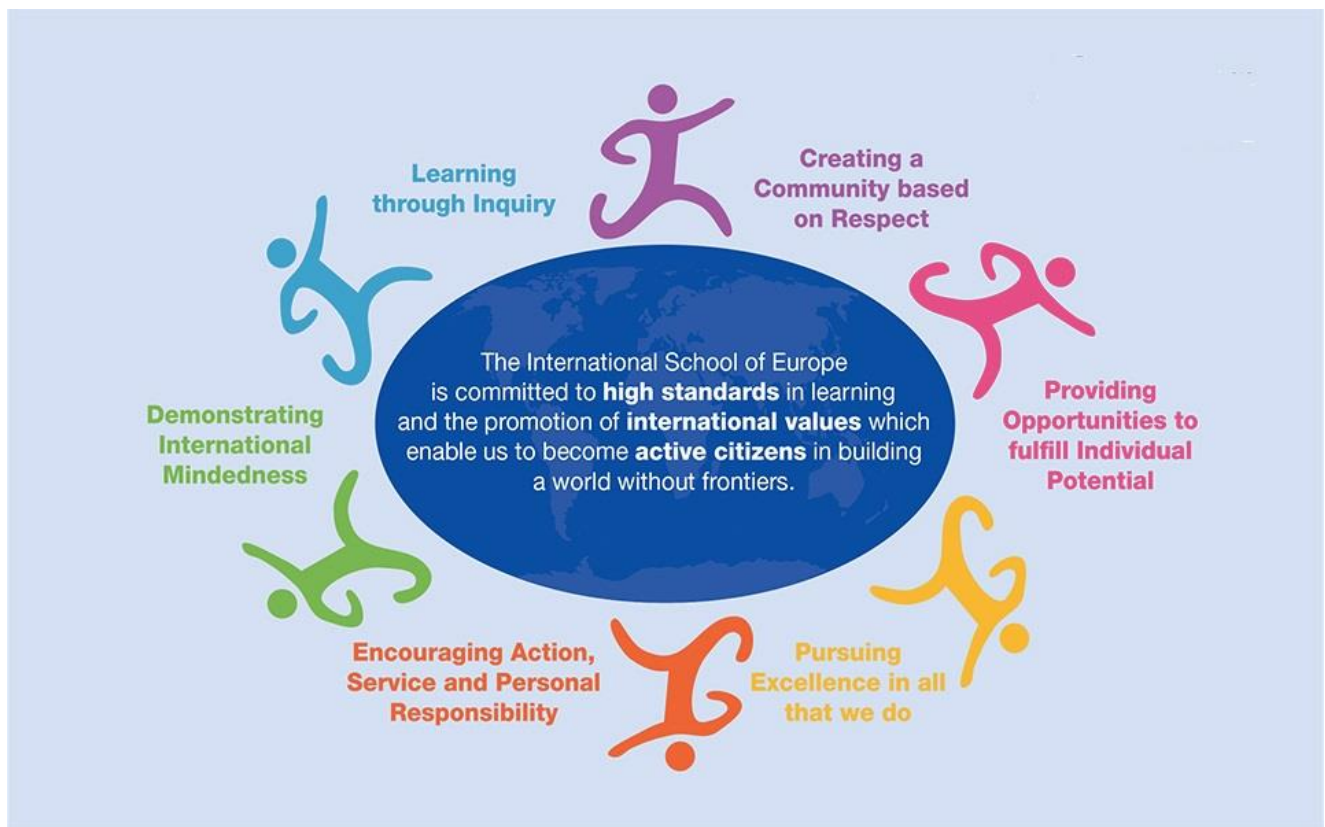 Learning
through Inquiry
Creating a
Community based
on Respect
The International School of Europe
is committed to high standards in learning
and the promotion of international values which
enable us to become active citizens in building
a world without frontiers.
Demonstrating
International
Mindedness
Providing
Opportunities to
fulfill Individual
Potential
Encouraging Action,
Service and Personal
Responsibility
Pursuing
Excellence in all
that we do